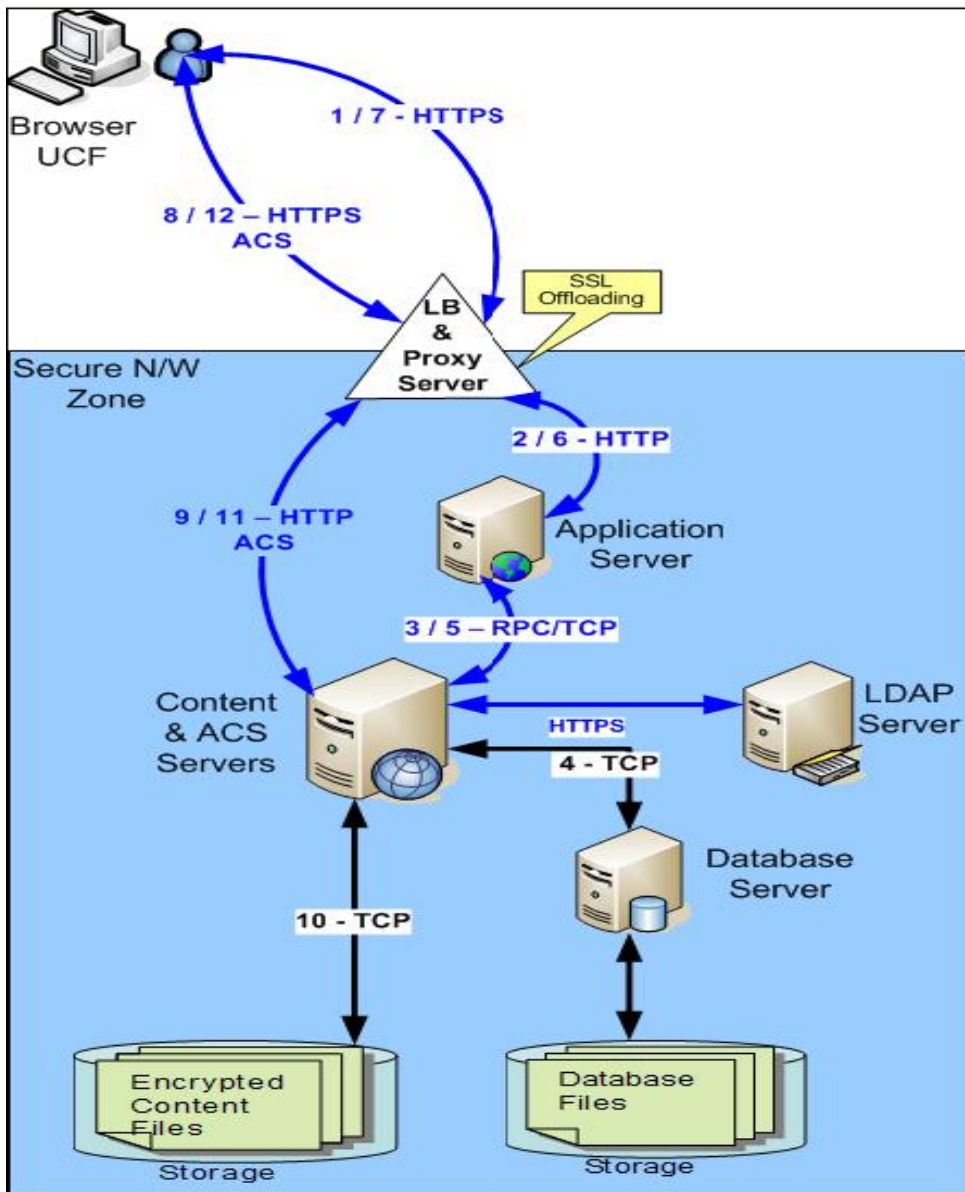 Browser
UCF
1 / 7 - HTTPS
8 / 12 – HTTPS
ACS
SSL
Offloading
LB
&
Proxy
Server
Secure N/W
Zone
2 / 6 - HTTP
9 / 11 – HTTP
ACS
Application
Server
3 / 5 – RPC/TCP
Content
& ACS
Servers
LDAP
Server
HTTPS
4 - TCP
Database
Server
10 - TCP
Encrypted
Content
Files
Storage
Database
Files
Storage